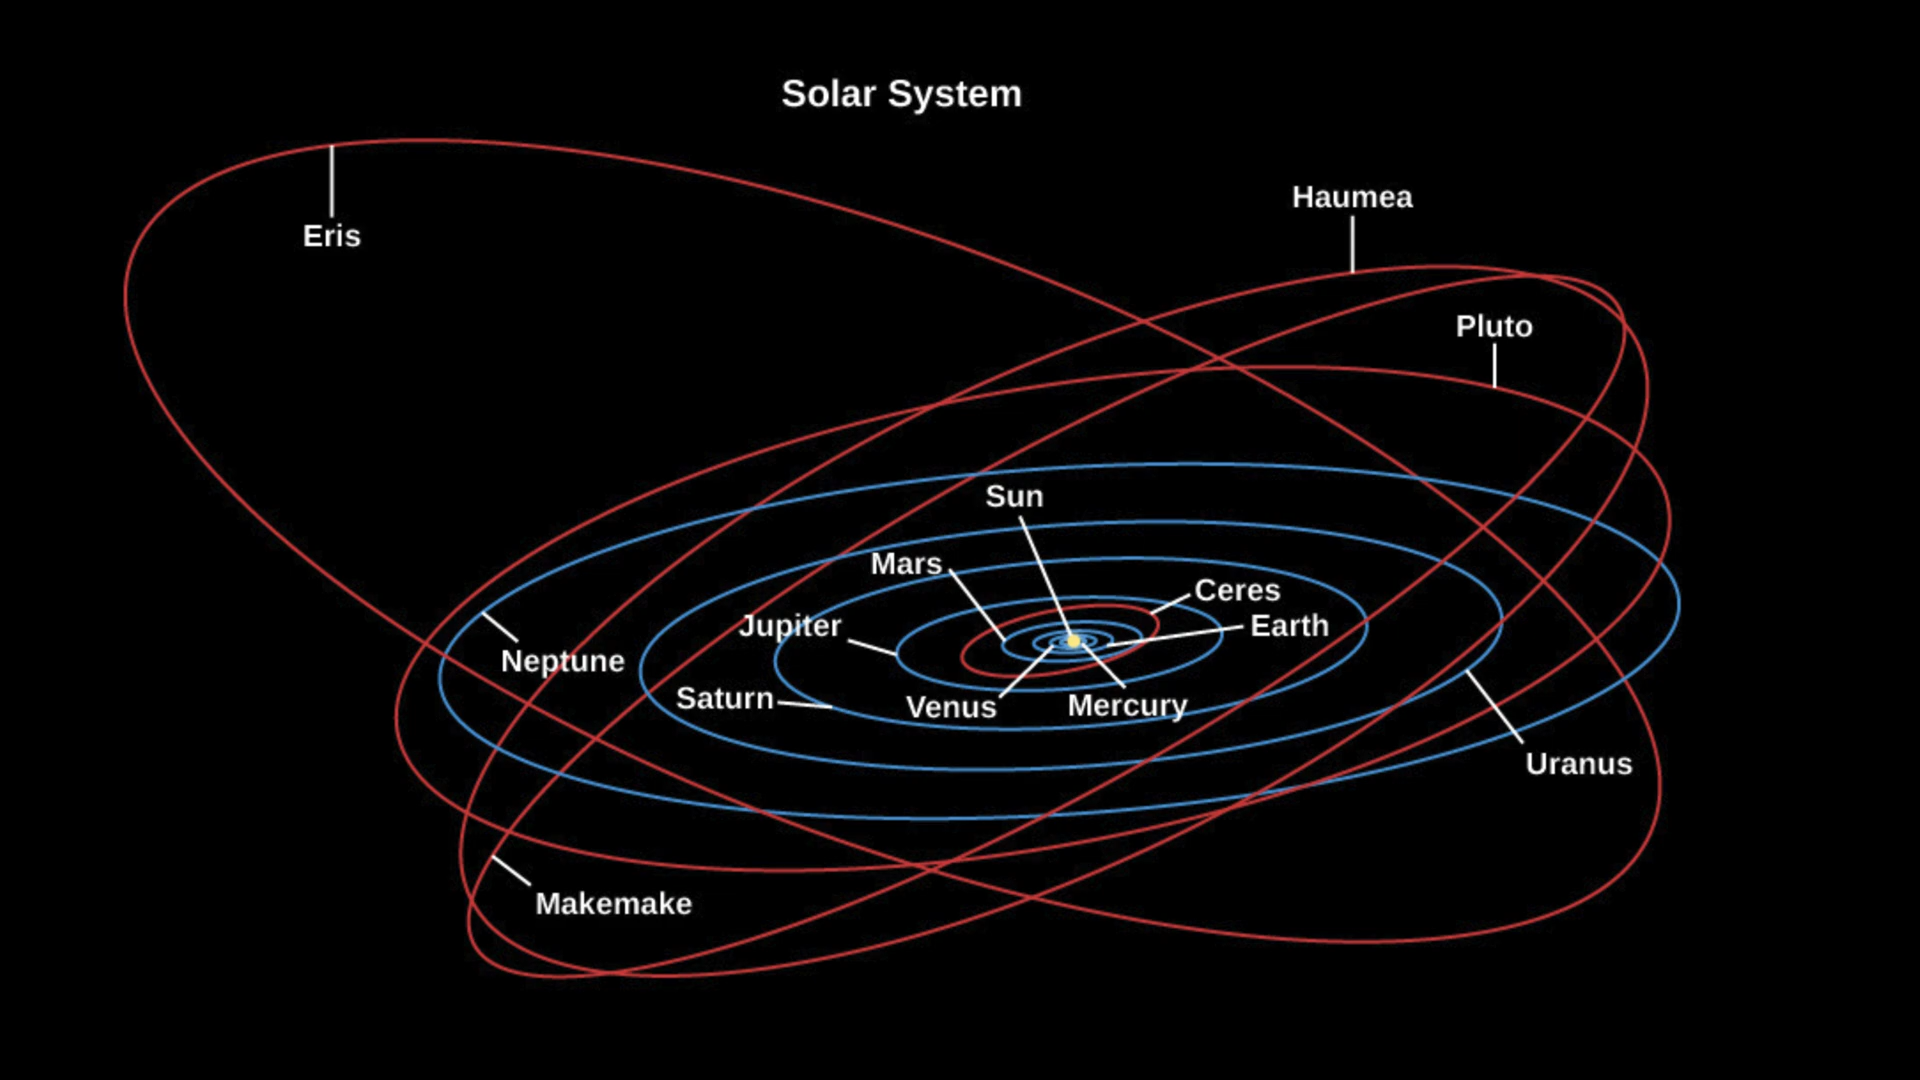 Solar System
Haumea
Eris
Pluto
Sun
Mars
Ceres
Jupiter
Earth
Neptune
Saturn
Venus
Mercury
Uranus
Makemake